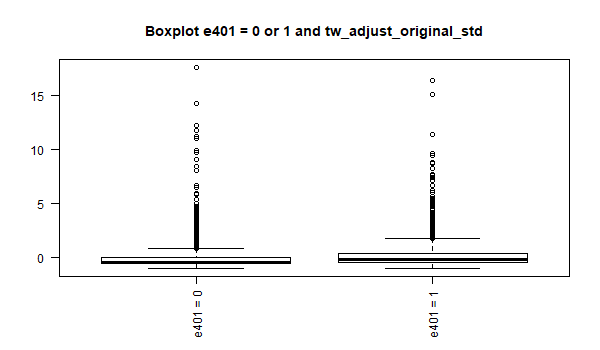 Boxplot e401 = 0 or 1 and tw_adjust_original_std
15
10
5
0
e401 = 0
e401 = 1